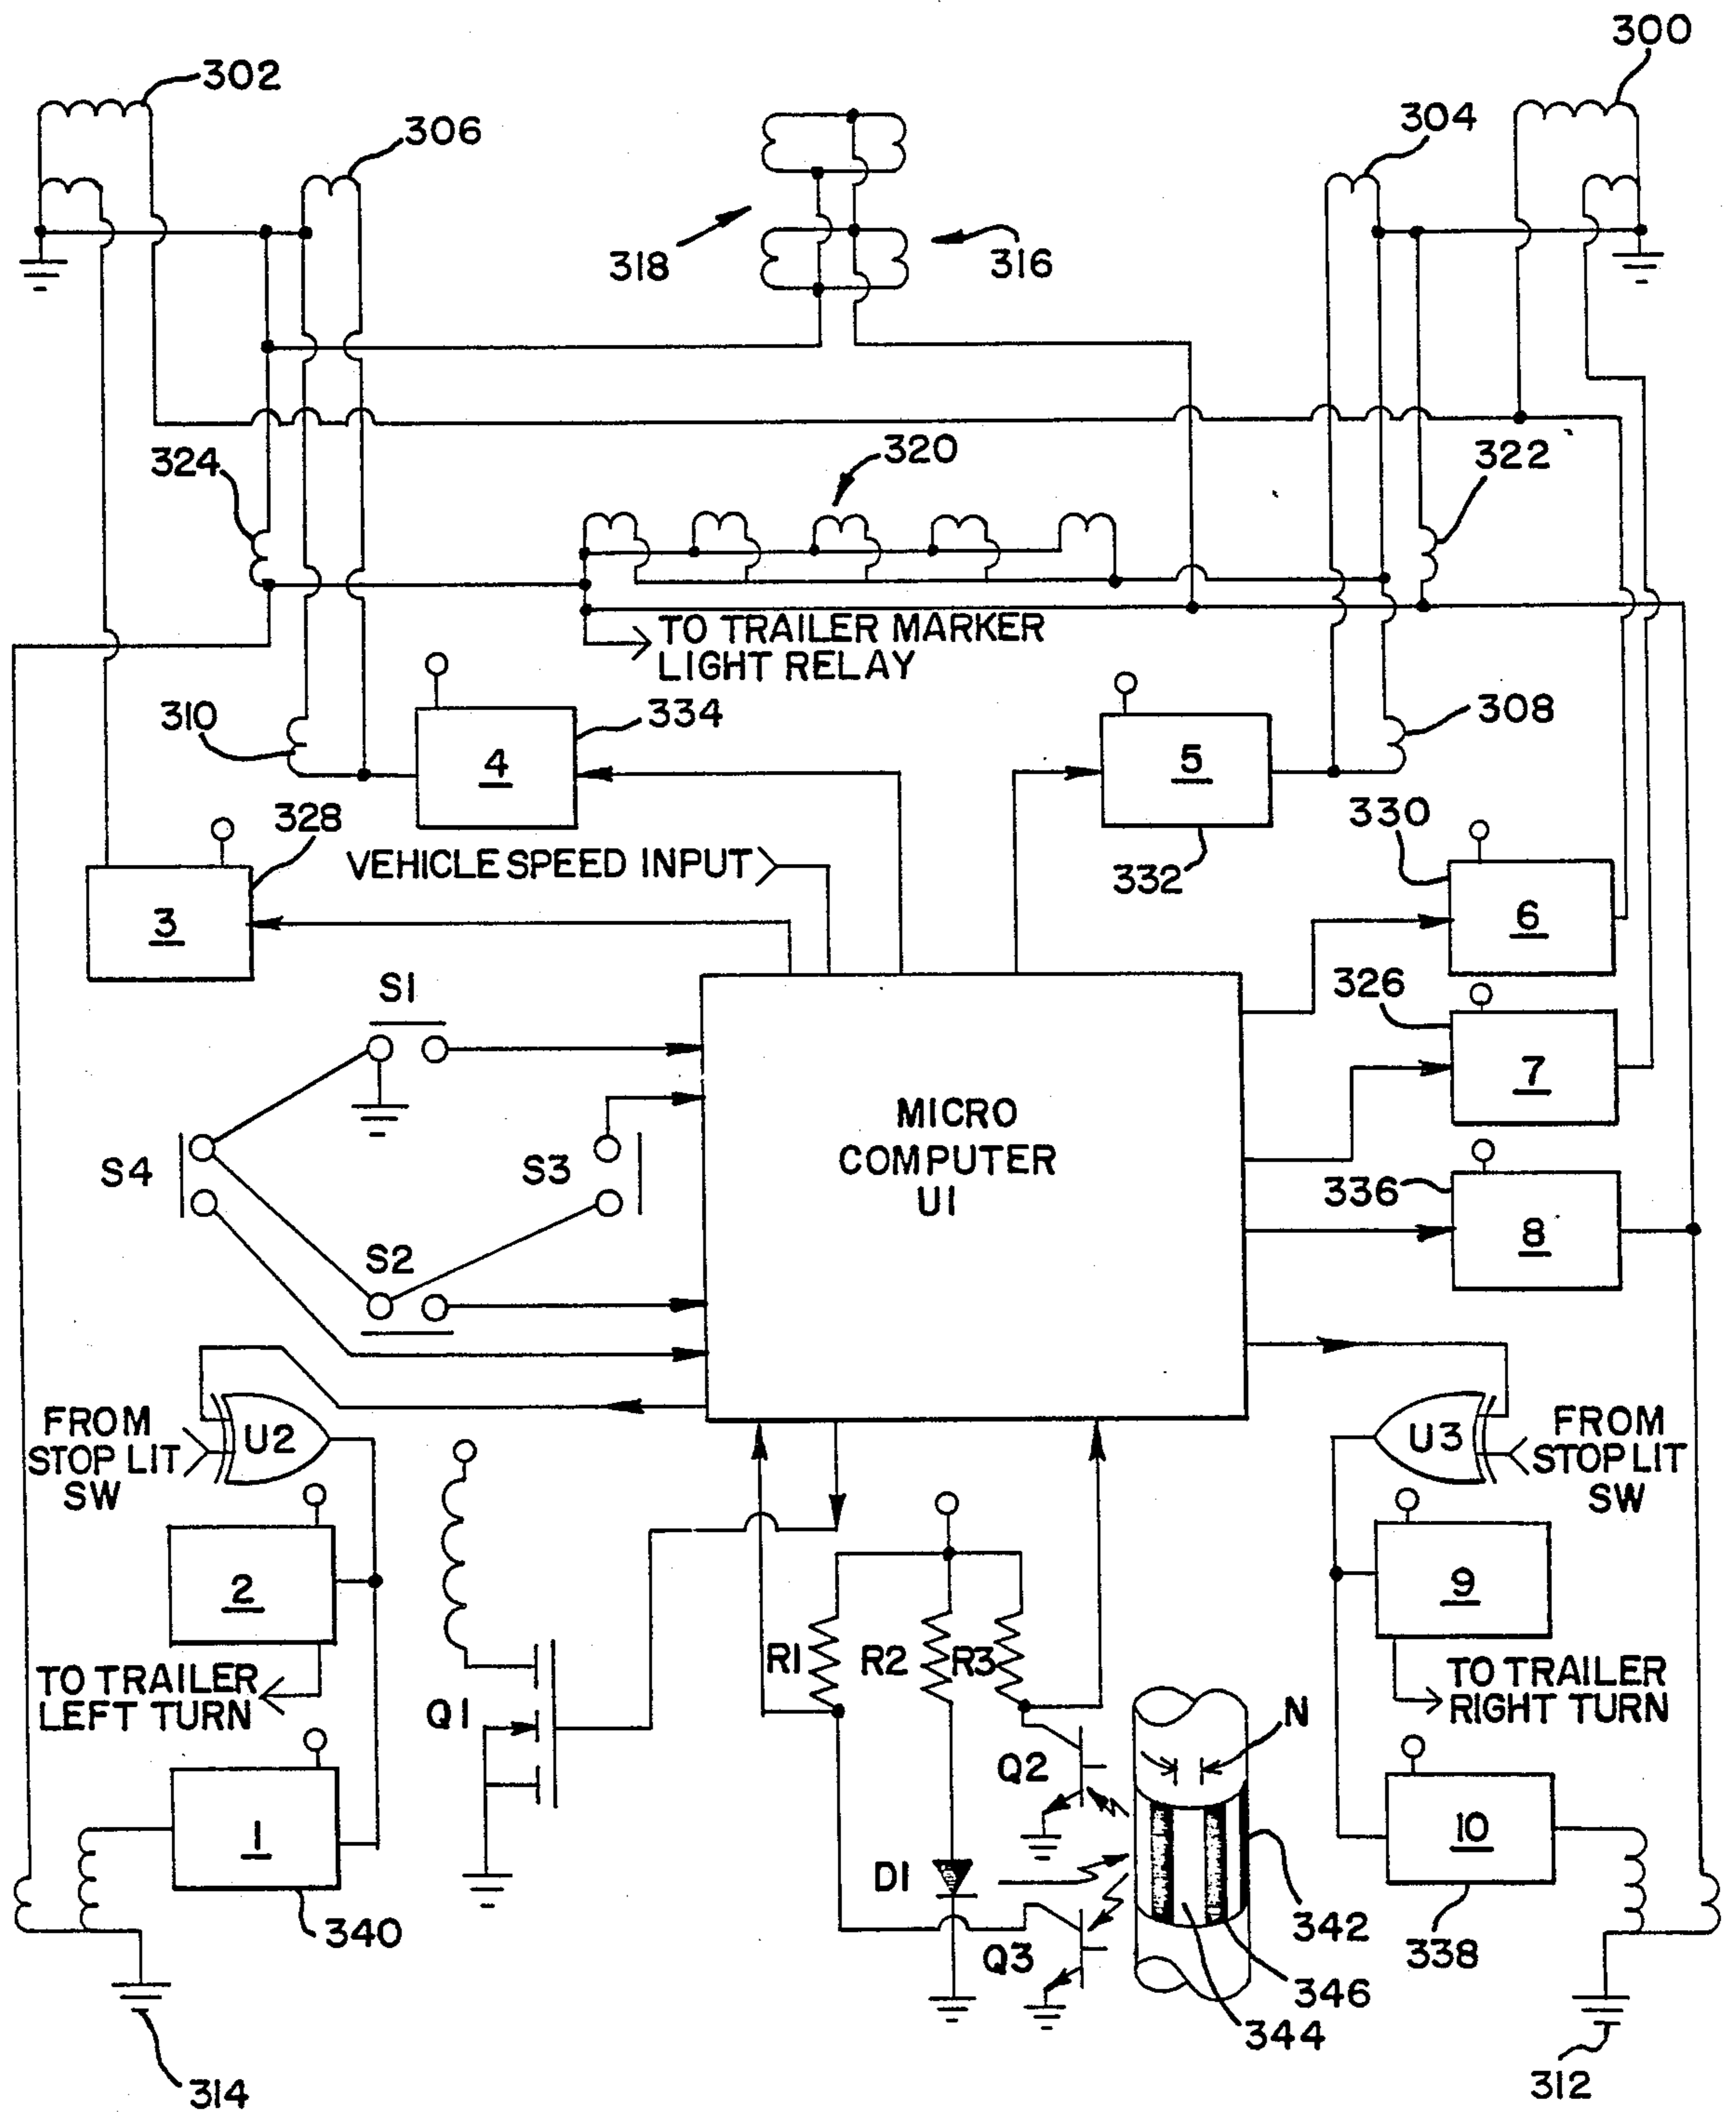 300
302
304
306
318
316
324
320
322
TO TRAILER MARKER
LIGHT RELAY
310
334
308
4
5
328
330
VEHICLE SPEED INPUT
332
3
6
S1
326
7
MICRO
COMPUTER
U1
S4
S3
336
8
S2
FROM
STOP LIT
SW
U2
U3
FROM
STOP LIT
SW
2
9
R1
R2
R3
TO TRAILER
LEFT TURN
TO TRAILER
RIGHT TURN
Q1
N
Q2
1
10
D1
340
342
338
Q3
346
344
314
312